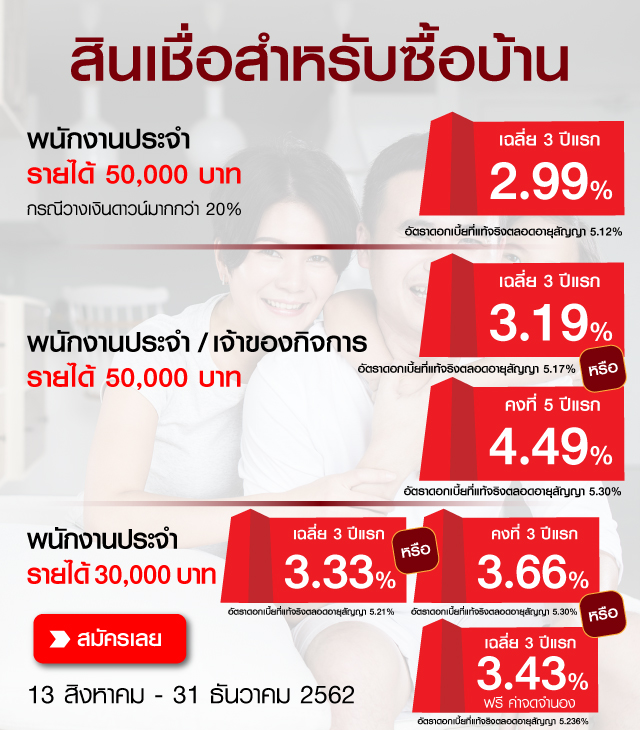 สินเชื่อสำหรับซื้อบ้าน
พนักงานประจำ
รายได้ 50,000 บาท
กรณีวางเงินดาวน์มากกว่า 20%
เฉลี่ย 3 ปีแรก
2.99%
อัตราดอกเบี้ยที่แท้จริงตลอดอายุสัญญา 5.12%
พนักงานประจำ / เจ้าของกิจการ
รายได้ 50,000 บาท
เฉลี่ย 3 ปีแรก
3.19%
อัตราดอกเบี้ยที่แท้จริงตลอดอายุสัญญา 5.17%
หรือ
คงที่ 5 ปีแรก
4.49%
อัตราดอกเบี้ยที่แท้จริงตลอดอายุสัญญา 5.30%
พนักงานประจำ
รายได้ 30,000 บาท
เฉลี่ย 3 ปีแรก
3.33%
อัตราดอกเบี้ยที่แท้จริงตลอดอายุสัญญา 5.21%
หรือ
คงที่ 3 ปีแรก
3.66%
อัตราดอกเบี้ยที่แท้จริงตลอดอายุสัญญา 5.30%
หรือ
เฉลี่ย 3 ปีแรก
3.43%
ฟรี ค่าจดจำนอง
อัตราดอกเบี้ยที่แท้จริงตลอดอายุสัญญา 5.236%
สมัครเลย
13 สิงหาคม - 31 ธันวาคม 2562